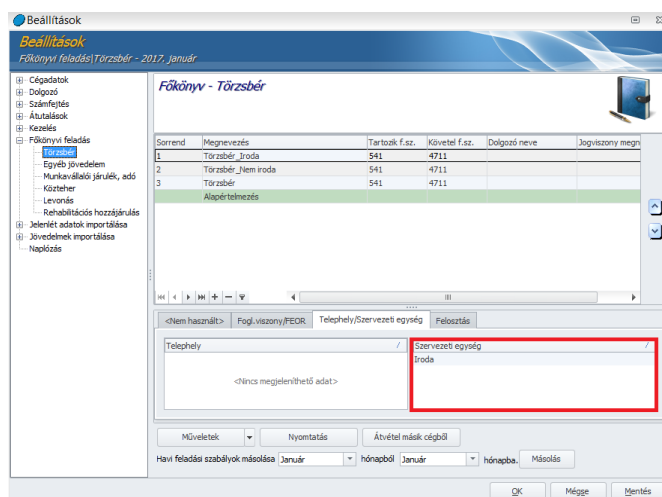 Beállítások
Beállítások
Főkönyvi feladás|Törzsbér - 2017. január
Cégadatok
Dolgozó
Számfejtés
Átutalások
Kezelés
Főkönyvi feladás
Törzsbér
Egyéb jövedelem
Munkavállalói járulék, adó
Közteher
Levonás
Rehabilitációs hozzájárulás
Jelenlét adatok importálása
Jövedelmek importálása
Naplózás
Főkönyv - Törzsbér
Sorrend Megnevezés Tartozik f.sz. Követel f.sz. Dolgozó neve Jogviszony megn
1 Törzsbér_Iroda 541 4711
2 Törzsbér_Nem iroda 541 4711
3 Törzsbér 541 4711
Alapértelmezés
<Nem használt> Fogl.viszony/FEOR Telephely/Szervezeti egység Felosztás
Telephely / Szervezeti egység /
Iroda
<Nincs megjeleníthető adat>
Műveletek Nyomtatás Átvétel másik cégből
Havi feladási szabályok másolása Január hónapból Január hónapba. Másolás
OK Mégse Mentés